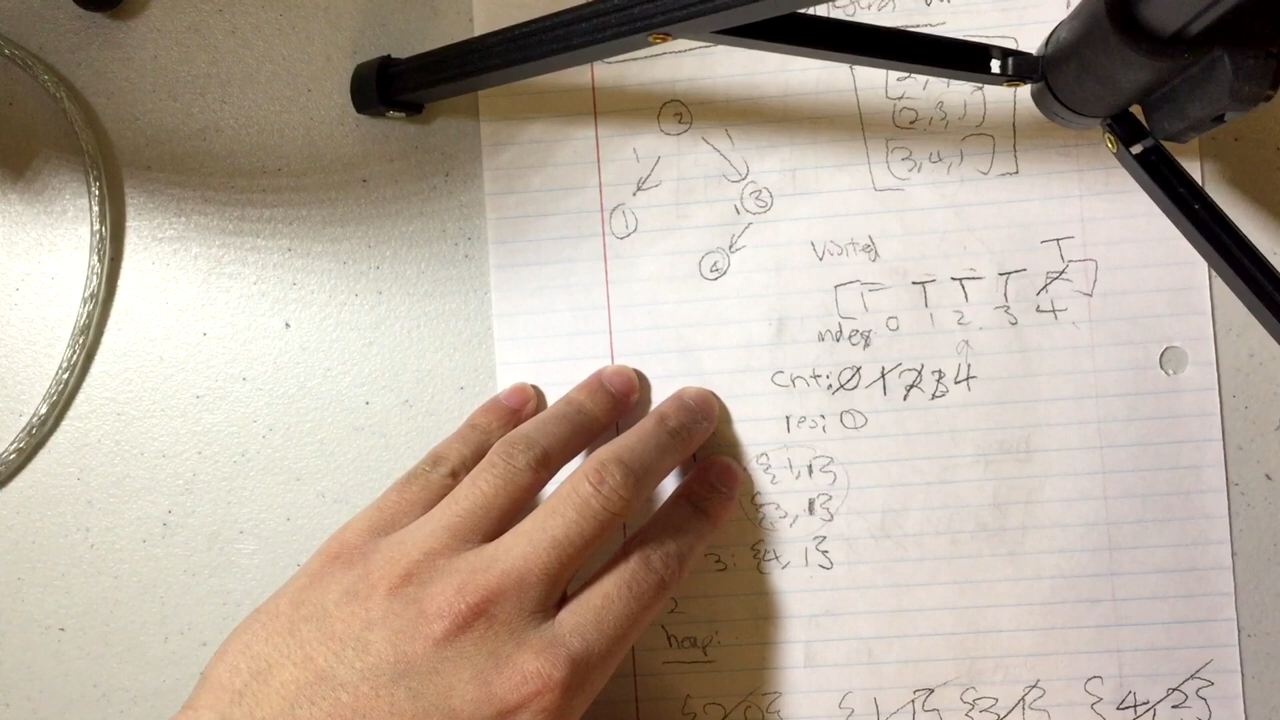 [2,3,1]
[3,4,1]
2
1 1
1 3
1
4
Visited
T
[T T T T F]
index 0 1 2 3 4
cnt: 0 1 2 3 4
res: 0
{1,1}
{3,1}
3: {4,1}
2
heap:
{2,0} {1,1} {3,1} {4,2}